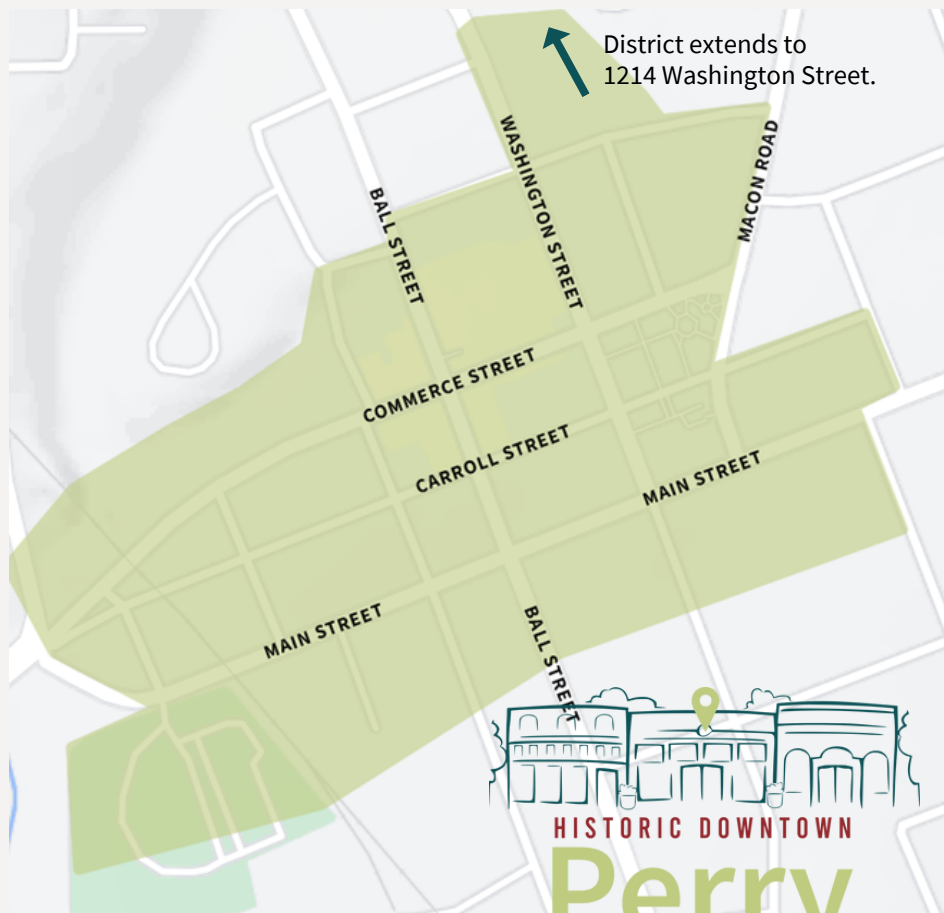 District extends to
1214 Washington Street.
WASHINGTON STREET
MACON ROAD
BALL STREET
COMMERCE STREET
CARROLL STREET
MAIN STREET
MAIN STREET
BALL STREET
HISTORIC DOWNTOWN
Perry